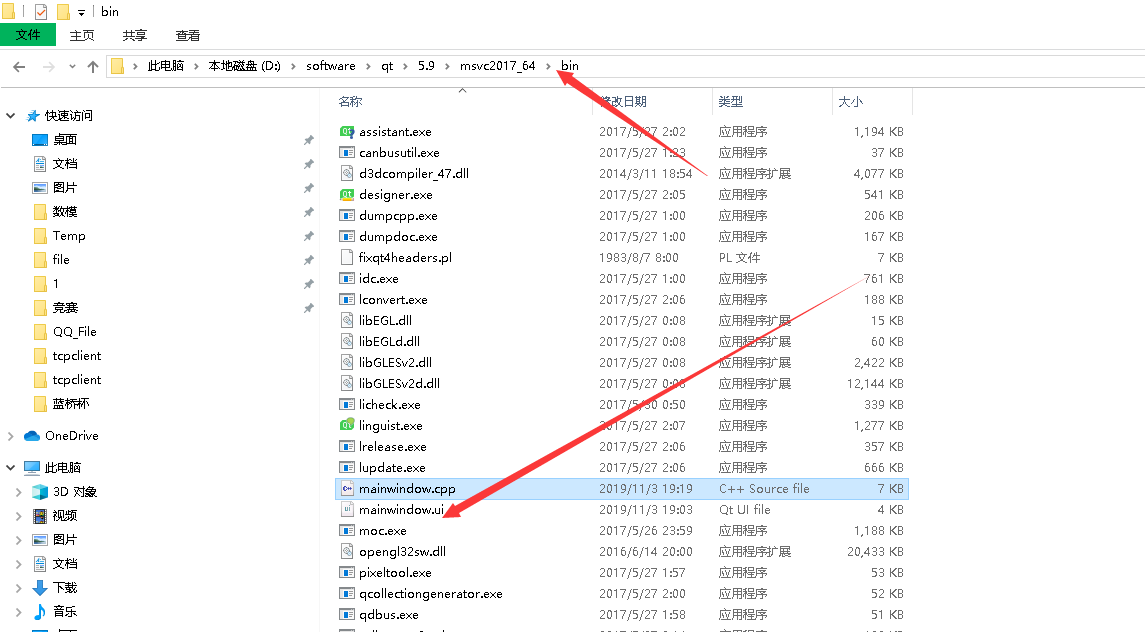 bin
文件 主页 共享 查看
此电脑 本地磁盘 (D:) software qt 5.9 msvc2017_64 bin
名称 修改日期 类型 大小
快速访问
桌面
文档
图片
数模
Temp
file
1
竞赛
QQ_File
tcpclient
tcpclient
蓝桥杯
OneDrive
此电脑
3D 对象
视频
图片
文档
下载
音乐
assistant.exe 2017/5/27 2:02 应用程序 1,194 KB
canbusutil.exe 2017/5/27 1:23 应用程序 37 KB
d3dcompiler_47.dll 2014/3/11 18:54 应用程序扩展 4,077 KB
designer.exe 2017/5/27 2:05 应用程序 541 KB
dumpcpp.exe 2017/5/27 1:00 应用程序 206 KB
dumpdoc.exe 2017/5/27 1:00 应用程序 167 KB
fixqt4headers.pl 1983/8/7 8:00 PL 文件 7 KB
idc.exe 2017/5/27 1:00 应用程序 761 KB
lconvert.exe 2017/5/27 2:06 应用程序 188 KB
libEGL.dll 2017/5/27 0:08 应用程序扩展 15 KB
libEGLd.dll 2017/5/27 0:08 应用程序扩展 60 KB
libGLESv2.dll 2017/5/27 0:08 应用程序扩展 2,422 KB
libGLESv2d.dll 2017/5/27 0:08 应用程序扩展 12,144 KB
licheck.exe 2017/5/30 0:50 应用程序 339 KB
linguist.exe 2017/5/27 2:07 应用程序 1,277 KB
lrelease.exe 2017/5/27 2:06 应用程序 357 KB
lupdate.exe 2017/5/27 2:06 应用程序 666 KB
mainwindow.cpp 2019/11/3 19:19 C++ Source file 7 KB
mainwindow.ui 2019/11/3 19:03 Qt UI file 4 KB
moc.exe 2017/5/26 23:59 应用程序 1,188 KB
opengl32sw.dll 2016/6/14 20:00 应用程序扩展 20,433 KB
pixeltool.exe 2017/5/27 1:57 应用程序 53 KB
qcollectiongenerator.exe 2017/5/27 2:00 应用程序 52 KB
qdbus.exe 2017/5/27 1:58 应用程序 51 KB